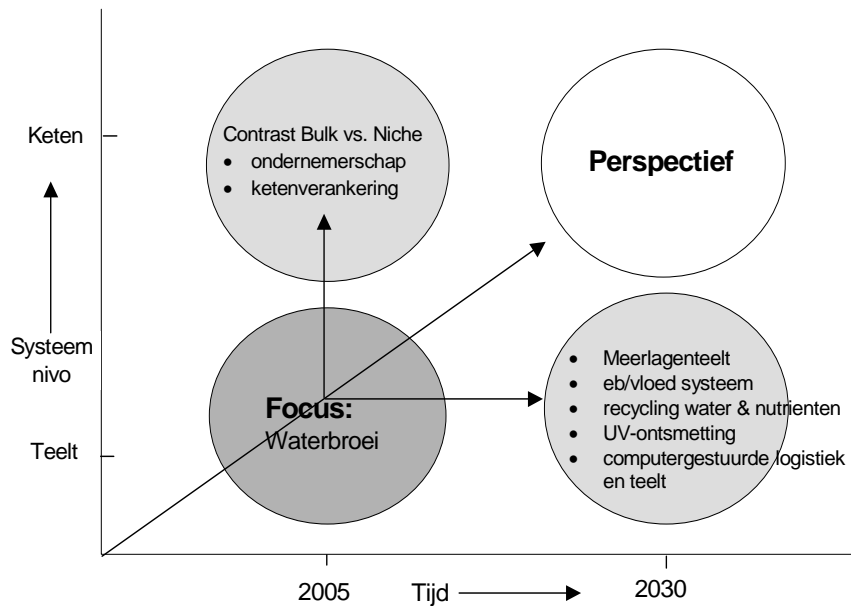 Keten
Contrast Bulk vs. Niche
• ondernemerschap
• ketenverankering
Perspectief
Systeem
nivo
Teelt
Focus:
Waterbroei
• Meerlagenteelt
• eb/vloed systeem
• recycling water & nutrienten
• UV-ontsmetting
• computergestuurde logistiek
en teelt
2005
Tijd
2030